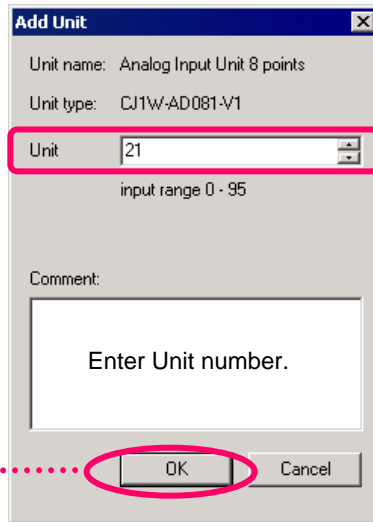 Add Unit
Unit name: Analog Input Unit 8 points
Unit type: CJ1W-AD081-V1
Unit 21
input range 0 - 95
Comment:
Enter Unit number.
OK Cancel